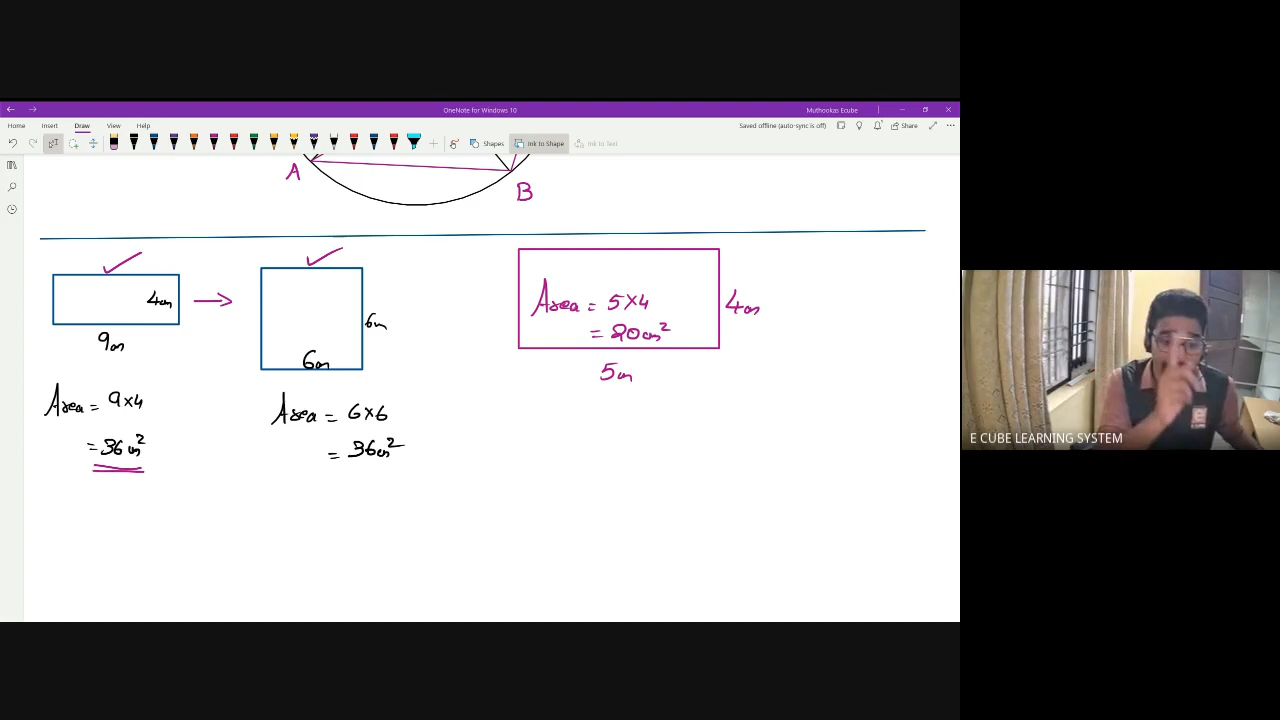 OneNote for Windows 10
Muthookas Ecube
Home Insert Draw View Help
Saved offline (auto-sync is off)
Share
Shapes
Ink to Shape
Ink to Text
A
B
4cm
9cm
Area = 9×4
= 36cm²
6cm
6cm
Area = 6×6
= 36cm²
Area = 5×4
= 20cm²
4cm
5cm
E CUBE LEARNING SYSTEM